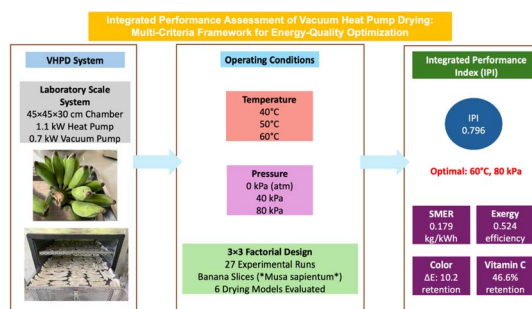 Integrated Performance Assessment of Vacuum Heat Pump Drying:
Multi-Criteria Framework for Energy-Quality Optimization
VHPD System
Laboratory Scale
System
45×45×30 cm Chamber
1.1 kW Heat Pump
0.7 kW Vacuum Pump
Operating Conditions
Temperature
40°C
50°C
60°C
Pressure
0 kPa (atm)
40 kPa
80 kPa
3×3 Factorial Design
27 Experimental Runs
Banana Slices (*Musa sapientum*)
6 Drying Models Evaluated
Integrated Performance
Index (IPI)
IPI
0.796
Optimal: 60°C, 80 kPa
SMER
0.179
kg/kWh
Exergy
0.524
efficiency
Color
ΔE: 10.2
retention
Vitamin C
46.6%
retention